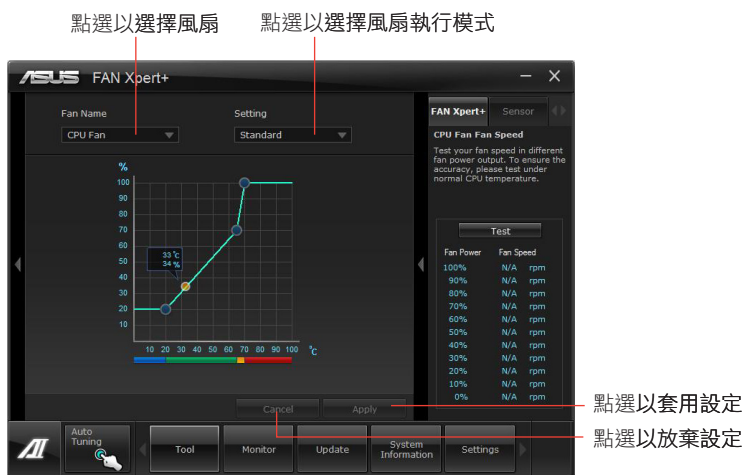 點選以選擇風扇
點選以選擇風扇執行模式
ASUS FAN Xpert+
Fan Name
Setting
CPU Fan
Standard
%
100
90
80
70
60
50
40
30
20
10
33°C
34 %
10 20 30 40 50 60 70 80 90 100 °C
Cancel
Apply
FAN Xpert+
Sensor
CPU Fan Fan Speed
Test your fan speed in different
fan power output. To ensure the
accuracy, please test under
normal CPU temperature.
Test
Fan Power Fan Speed
100% N/A rpm
90% N/A rpm
80% N/A rpm
70% N/A rpm
60% N/A rpm
50% N/A rpm
40% N/A rpm
30% N/A rpm
20% N/A rpm
10% N/A rpm
0% N/A rpm
點選以套用設定
點選以放棄設定
AI
Auto
Tuning
Tool
Monitor
Update
System
Information
Settings